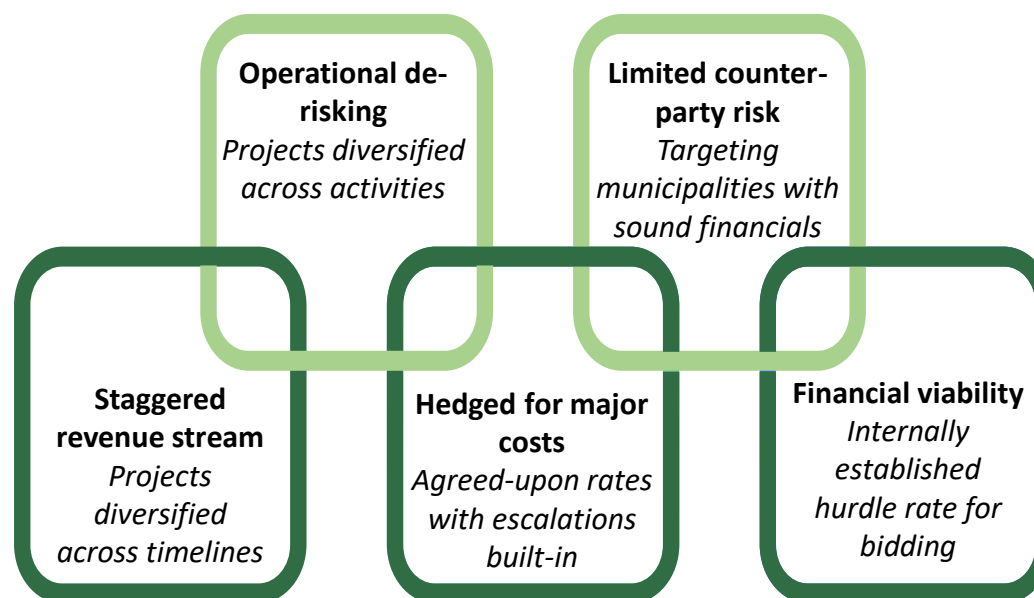 Operational de-
risking
Projects diversified
across activities
Limited counter-
party risk
Targeting
municipalities with
sound financials
Staggered
revenue stream
Projects
diversified
across timelines
Hedged for major
costs
Agreed-upon rates
with escalations
built-in
Financial viability
Internally
established
hurdle rate for
bidding